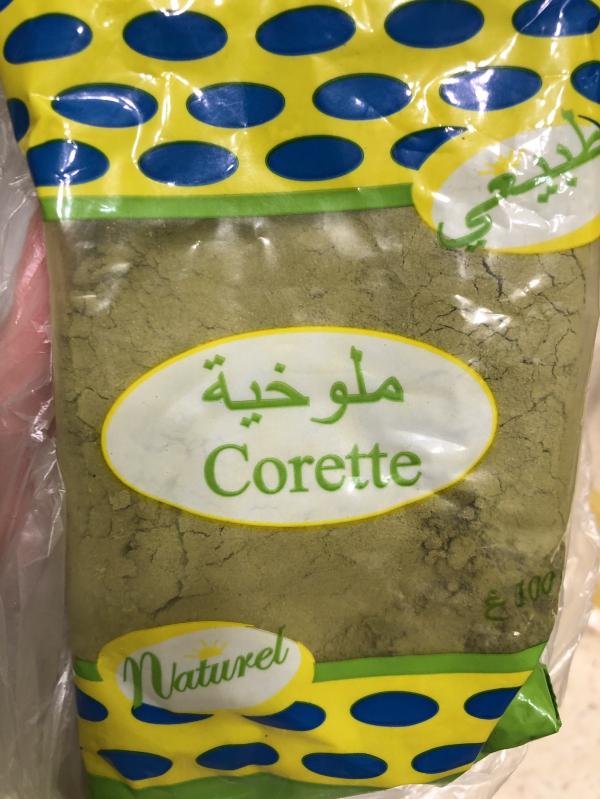 طبيعي
ملوخية
Corette
100 غ
Naturel